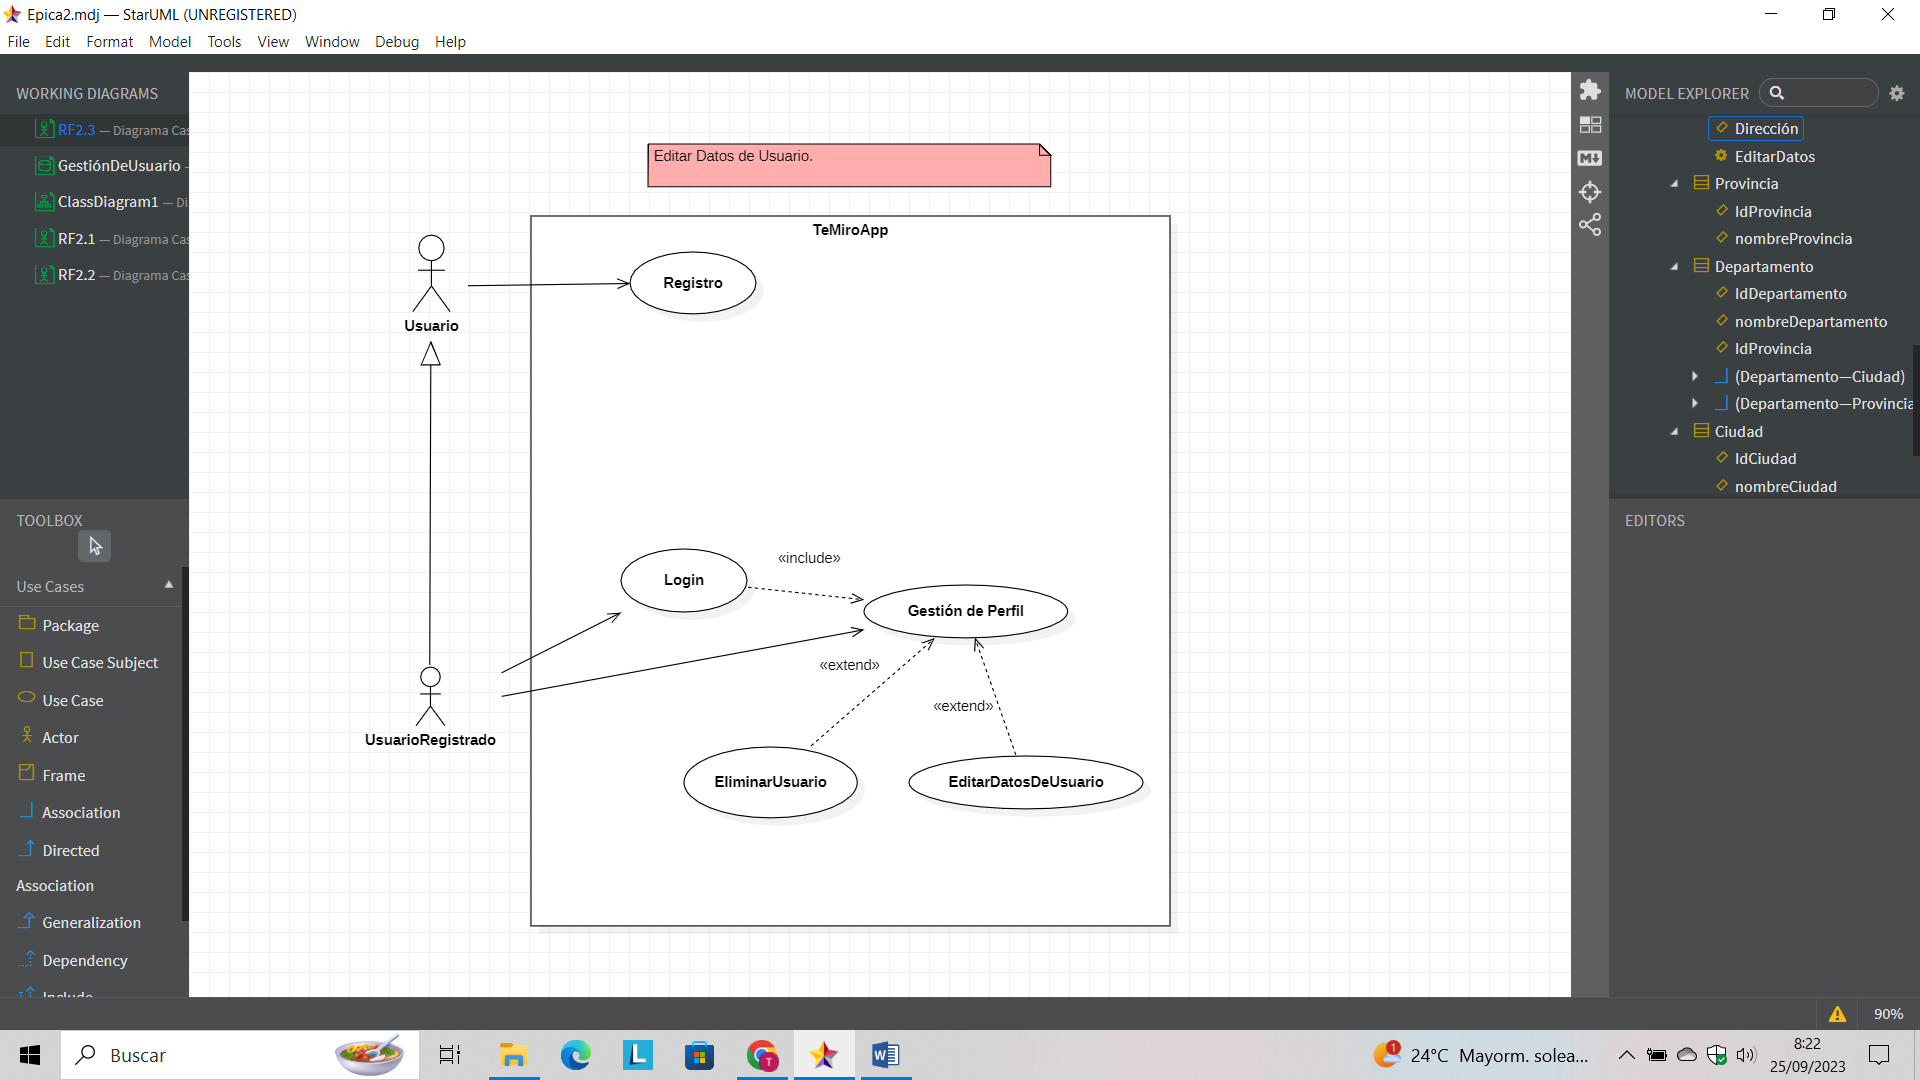 Epica2.mdj — StarUML (UNREGISTERED)
File Edit Format Model Tools View Window Debug Help
WORKING DIAGRAMS
RF2.3 — Diagrama Cas
GestiónDeUsuario -
ClassDiagram1 — Di
RF2.1 — Diagrama Cas
RF2.2 — Diagrama Cas
TOOLBOX
Use Cases
Package
Use Case Subject
Use Case
Actor
Frame
Association
Directed
Association
Generalization
Dependency
Include
Editar Datos de Usuario.
TeMiroApp
Registro
Usuario
Login
«include»
Gestión de Perfil
«extend»
«extend»
UsuarioRegistrado
EliminarUsuario
EditarDatosDeUsuario
MODEL EXPLORER
Dirección
EditarDatos
Provincia
IdProvincia
nombreProvincia
Departamento
IdDepartamento
nombreDepartamento
IdProvincia
(Departamento—Ciudad)
(Departamento—Provincia
Ciudad
IdCiudad
nombreCiudad
EDITORS
90%
Buscar
1
24°C Mayorm. solea...
8:22
25/09/2023